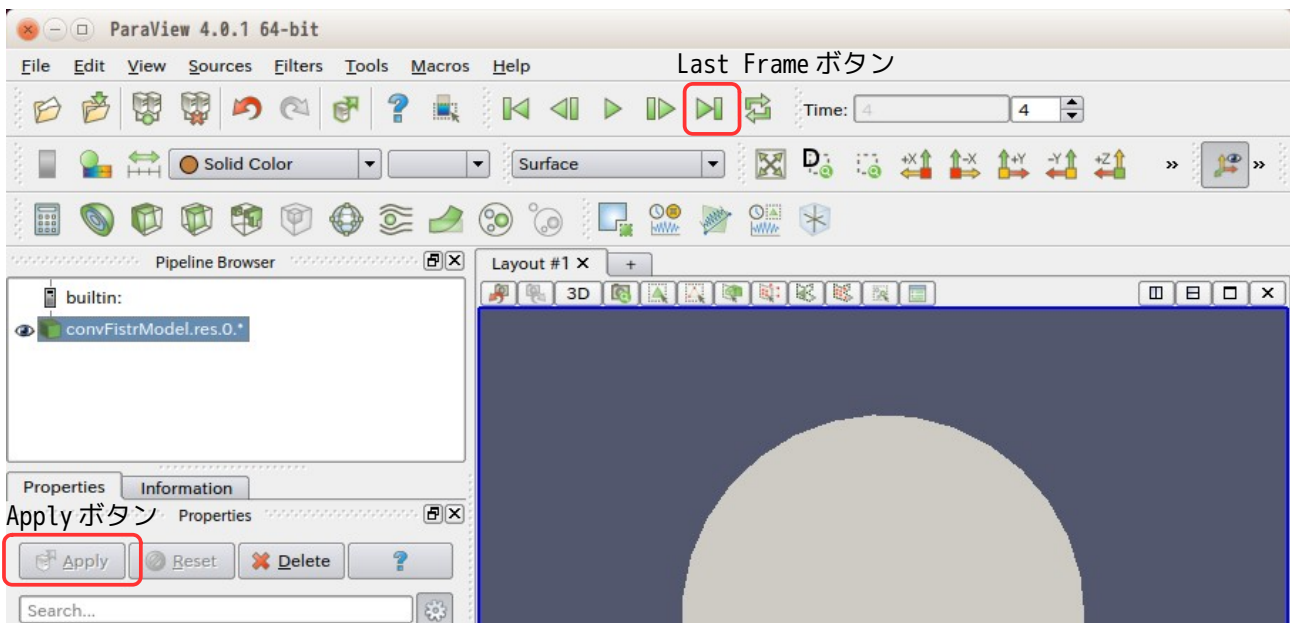 ParaView 4.0.1 64-bit
File Edit View Sources Filters Tools Macros Help
Last Frame ボタン
? Time: 4 4
Solid Color Surface D +X -X +Y -Y +Z » »
Pipeline Browser
Layout #1 +
3D
builtin:
convFistrModel.res.0.*
Properties Information
Apply ボタン Properties
Apply Reset Delete ?
Search...